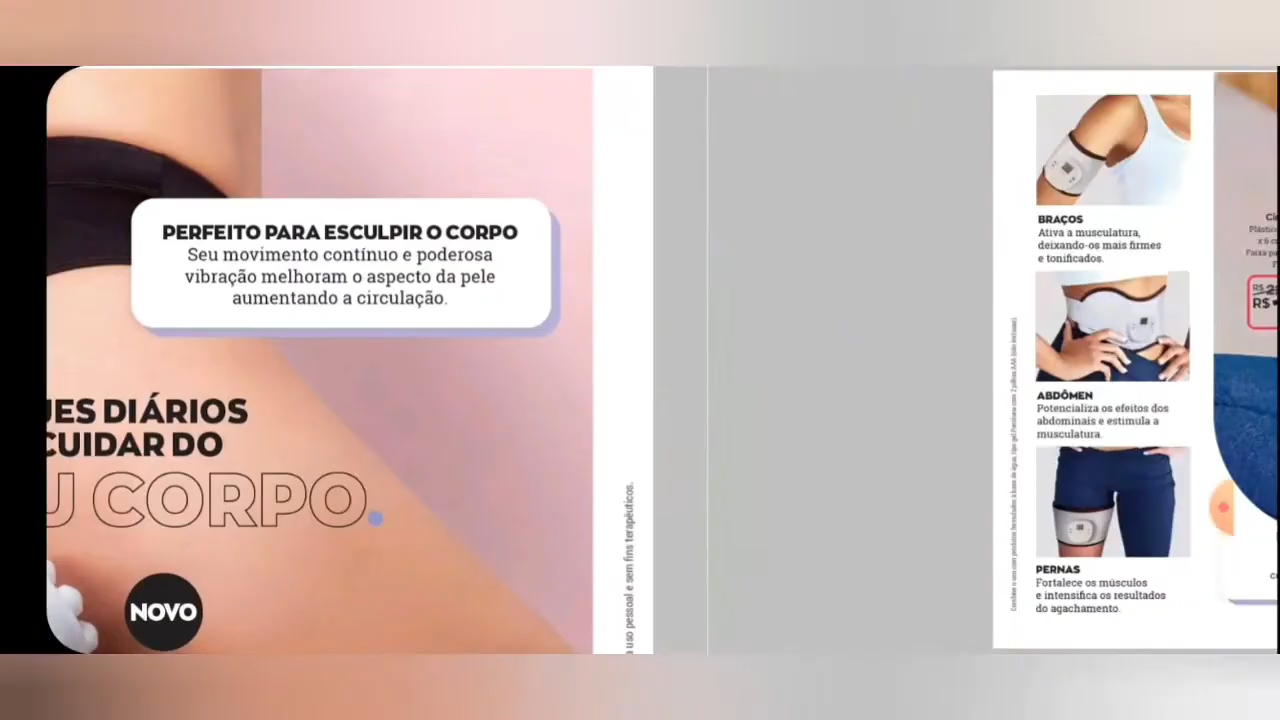 PERFEITO PARA ESCULPIR O CORPO
Seu movimento contínuo e poderosa
vibração melhoram o aspecto da pele
aumentando a circulação.
DIÁRIOS
CUIDAR DO
CORPO.
NOVO
uso pessoal e sem fins terapêuticos.
BRAÇOS
Ativa a musculatura,
deixando-os mais firmes
e tonificados.
ABDÔMEN
Potencializa os efeitos dos
abdominais e estimula a
musculatura.
PERNAS
Fortalece os músculos
e intensifica os resultados
do agachamento.
R$
R$